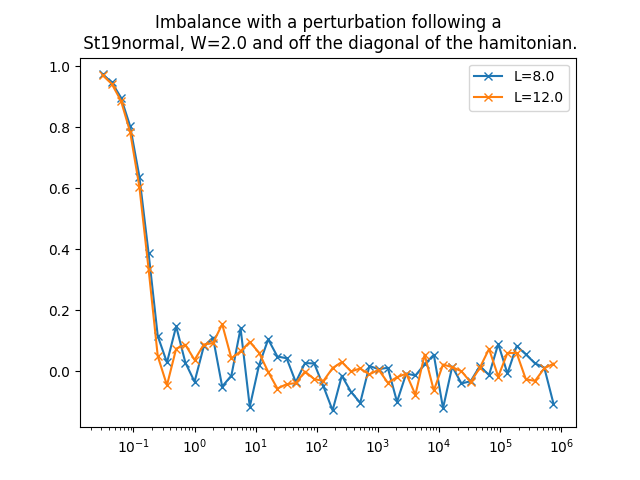 Imbalance with a perturbation following a
St19normal, W=2.0 and off the diagonal of the hamitonian.
L=8.0
L=12.0
1.0
0.8
0.6
0.4
0.2
0.0
10⁻¹ 10⁰ 10¹ 10² 10³ 10⁴ 10⁵ 10⁶